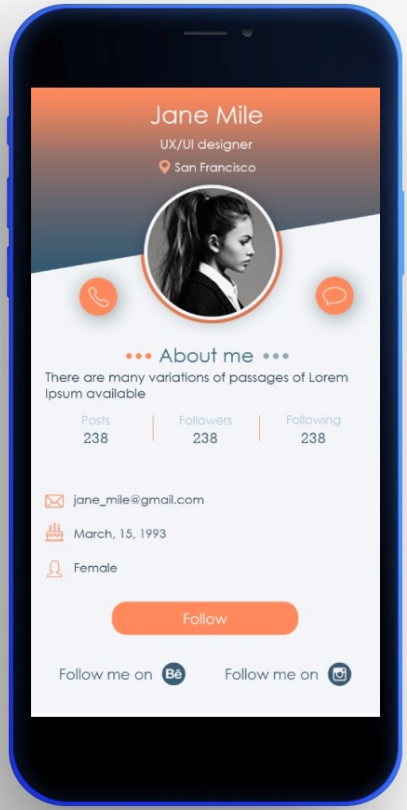 Jane Mile
UX/UI designer
San Francisco
About me
There are many variations of passages of Lorem
Ipsum available
Posts Followers Following
238 238 238
jane_mile@gmail.com
March, 15, 1993
Female
Follow
Follow me on Bē Follow me on